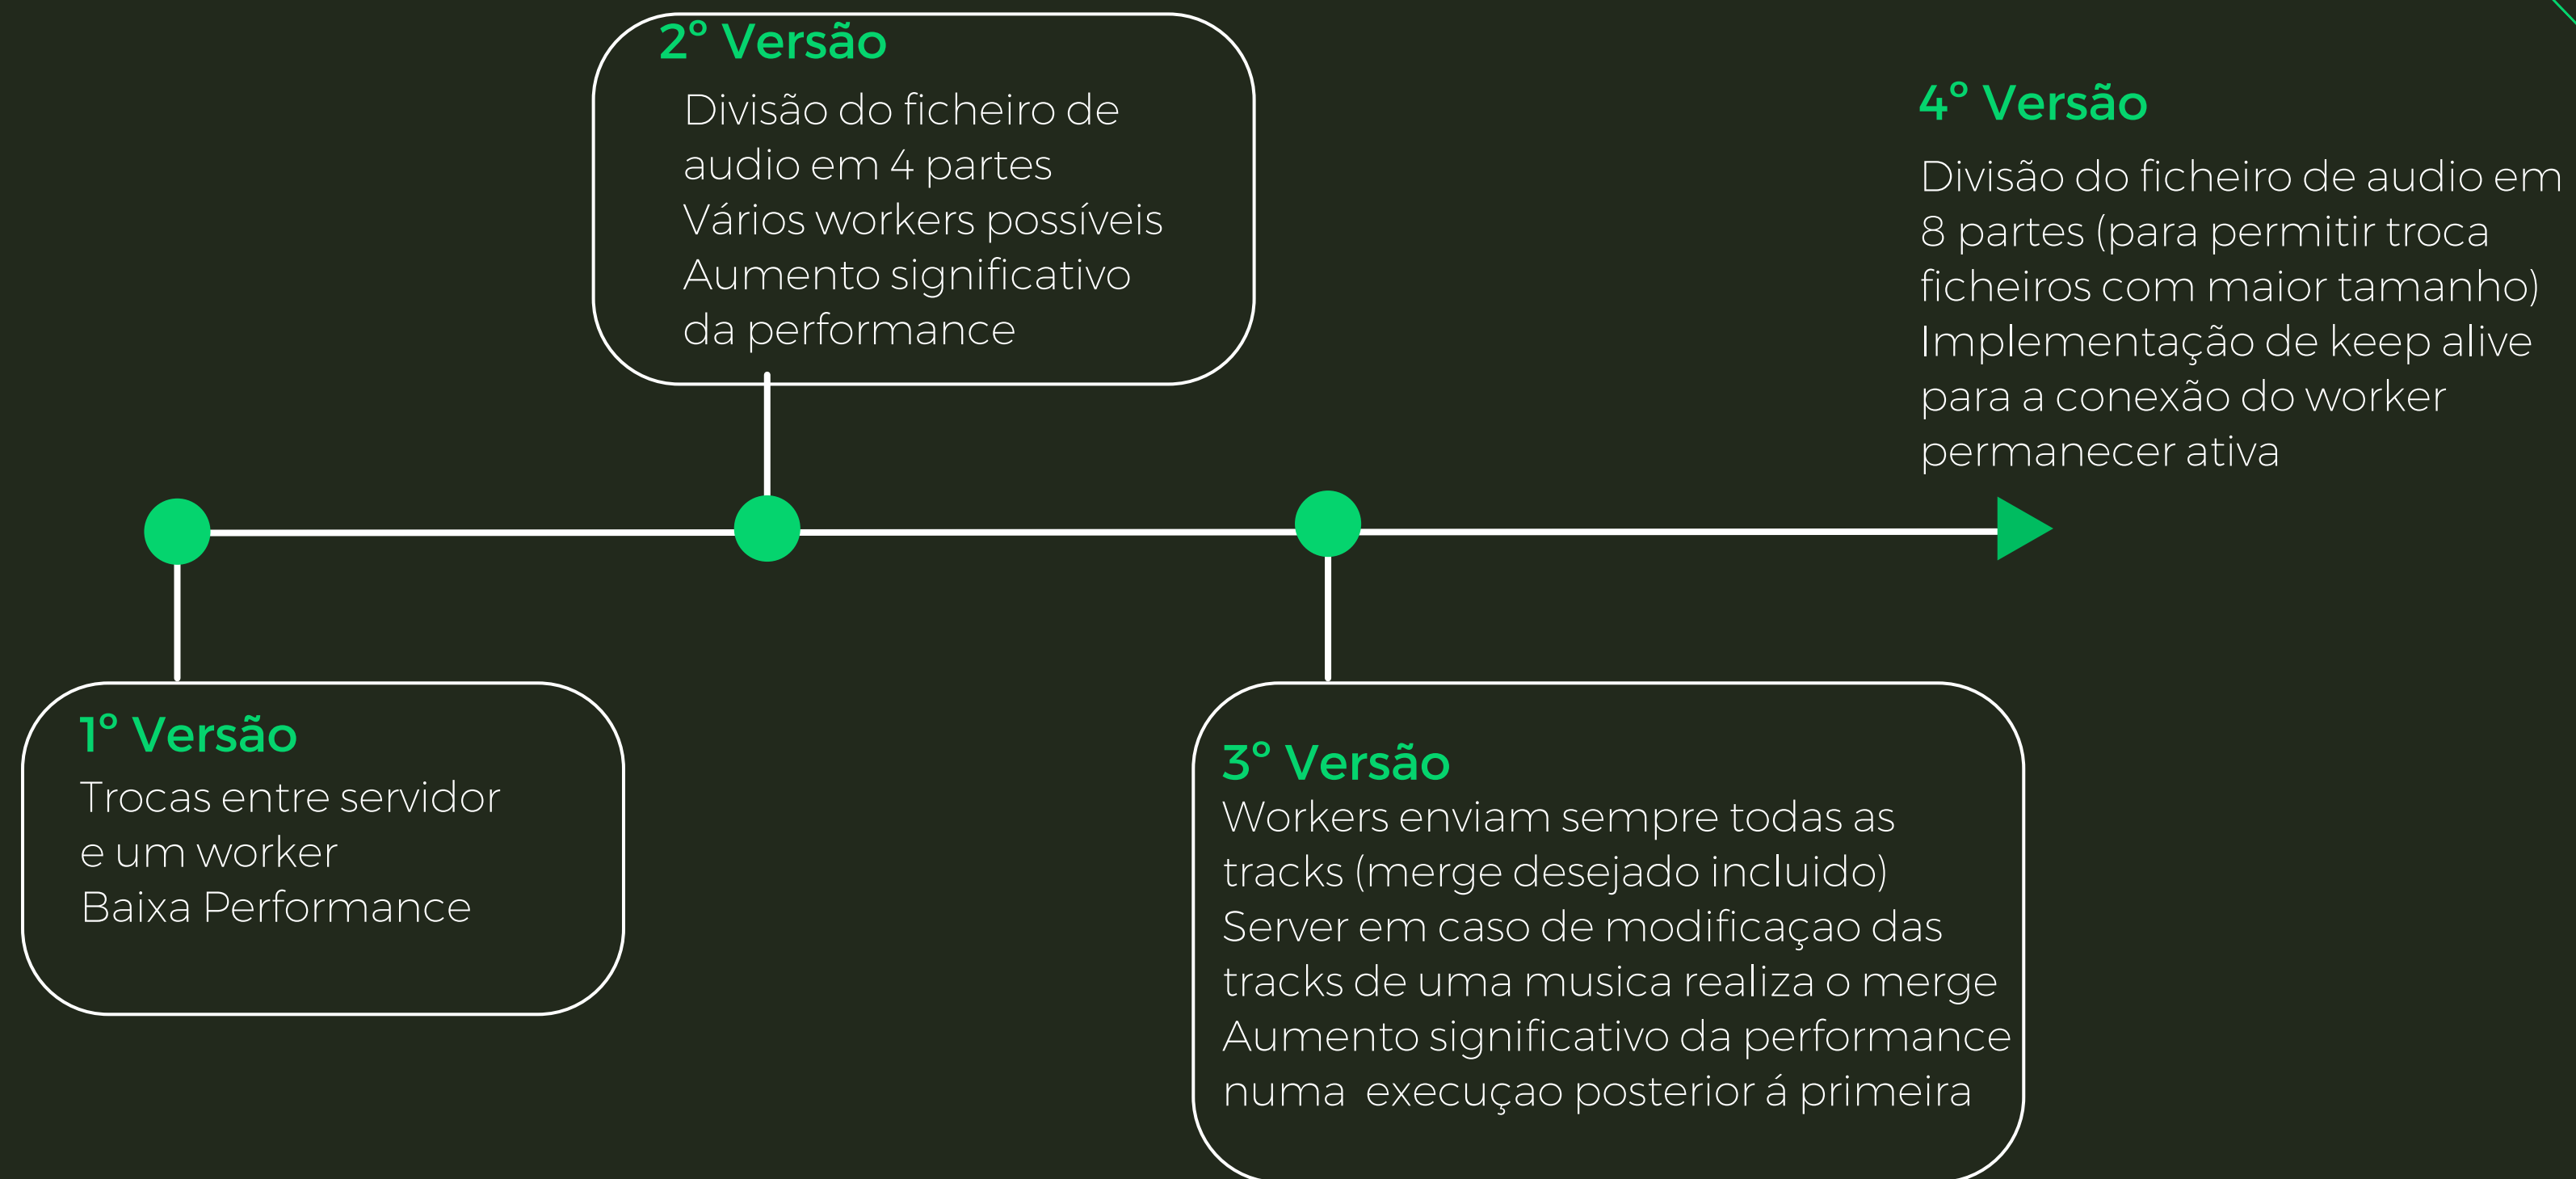 2º Versão
Divisão do ficheiro de
audio em 4 partes
Vários workers possíveis
Aumento significativo
da performance
4º Versão
Divisão do ficheiro de audio em
8 partes (para permitir troca
ficheiros com maior tamanho)
Implementação de keep alive
para a conexão do worker
permanecer ativa
1º Versão
Trocas entre servidor
e um worker
Baixa Performance
3º Versão
Workers enviam sempre todas as
tracks (merge desejado incluido)
Server em caso de modificaçao das
tracks de uma musica realiza o merge
Aumento significativo da performance
numa execuçao posterior á primeira